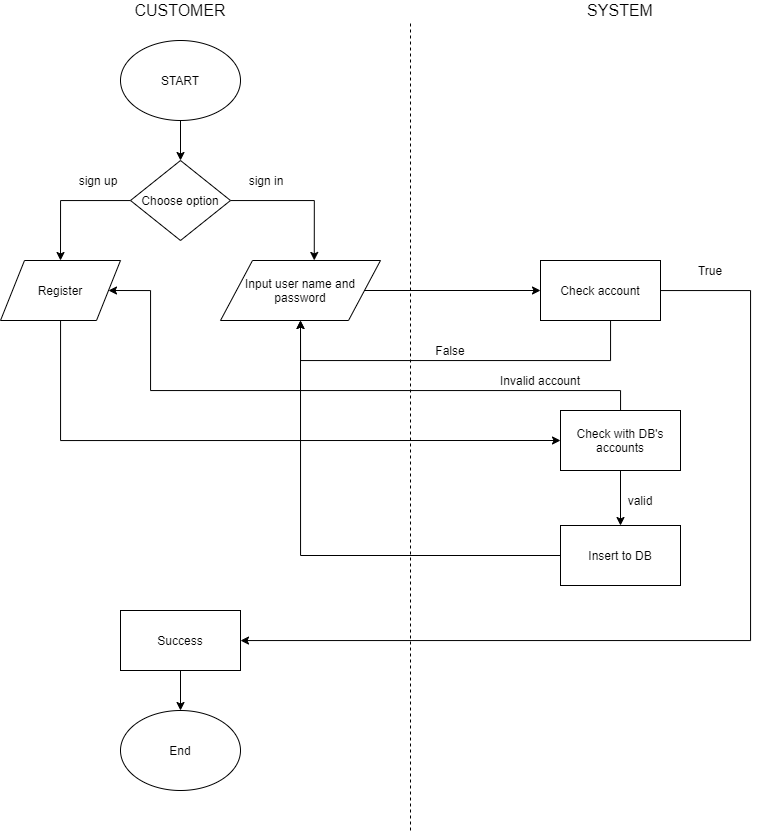 CUSTOMER
SYSTEM
START
sign up
sign in
Choose option
Register
Input user name and
password
Check account
True
False
Invalid account
Check with DB's
accounts
valid
Insert to DB
Success
End